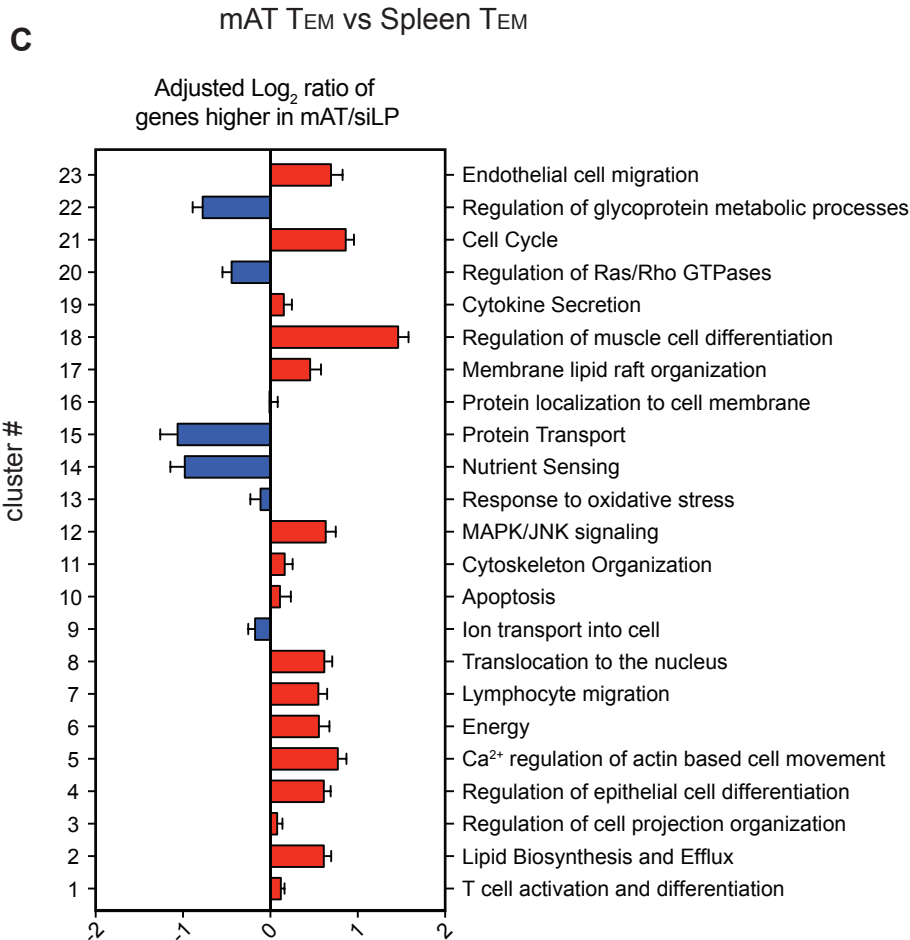 C
mAT TEM vs Spleen TEM
Adjusted Log2 ratio of
genes higher in mAT/siLP
cluster #
23 Endothelial cell migration
22 Regulation of glycoprotein metabolic processes
21 Cell Cycle
20 Regulation of Ras/Rho GTPases
19 Cytokine Secretion
18 Regulation of muscle cell differentiation
17 Membrane lipid raft organization
16 Protein localization to cell membrane
15 Protein Transport
14 Nutrient Sensing
13 Response to oxidative stress
12 MAPK/JNK signaling
11 Cytoskeleton Organization
10 Apoptosis
9 Ion transport into cell
8 Translocation to the nucleus
7 Lymphocyte migration
6 Energy
5 Ca²⁺ regulation of actin based cell movement
4 Regulation of epithelial cell differentiation
3 Regulation of cell projection organization
2 Lipid Biosynthesis and Efflux
1 T cell activation and differentiation
-2 -1 0 1 2